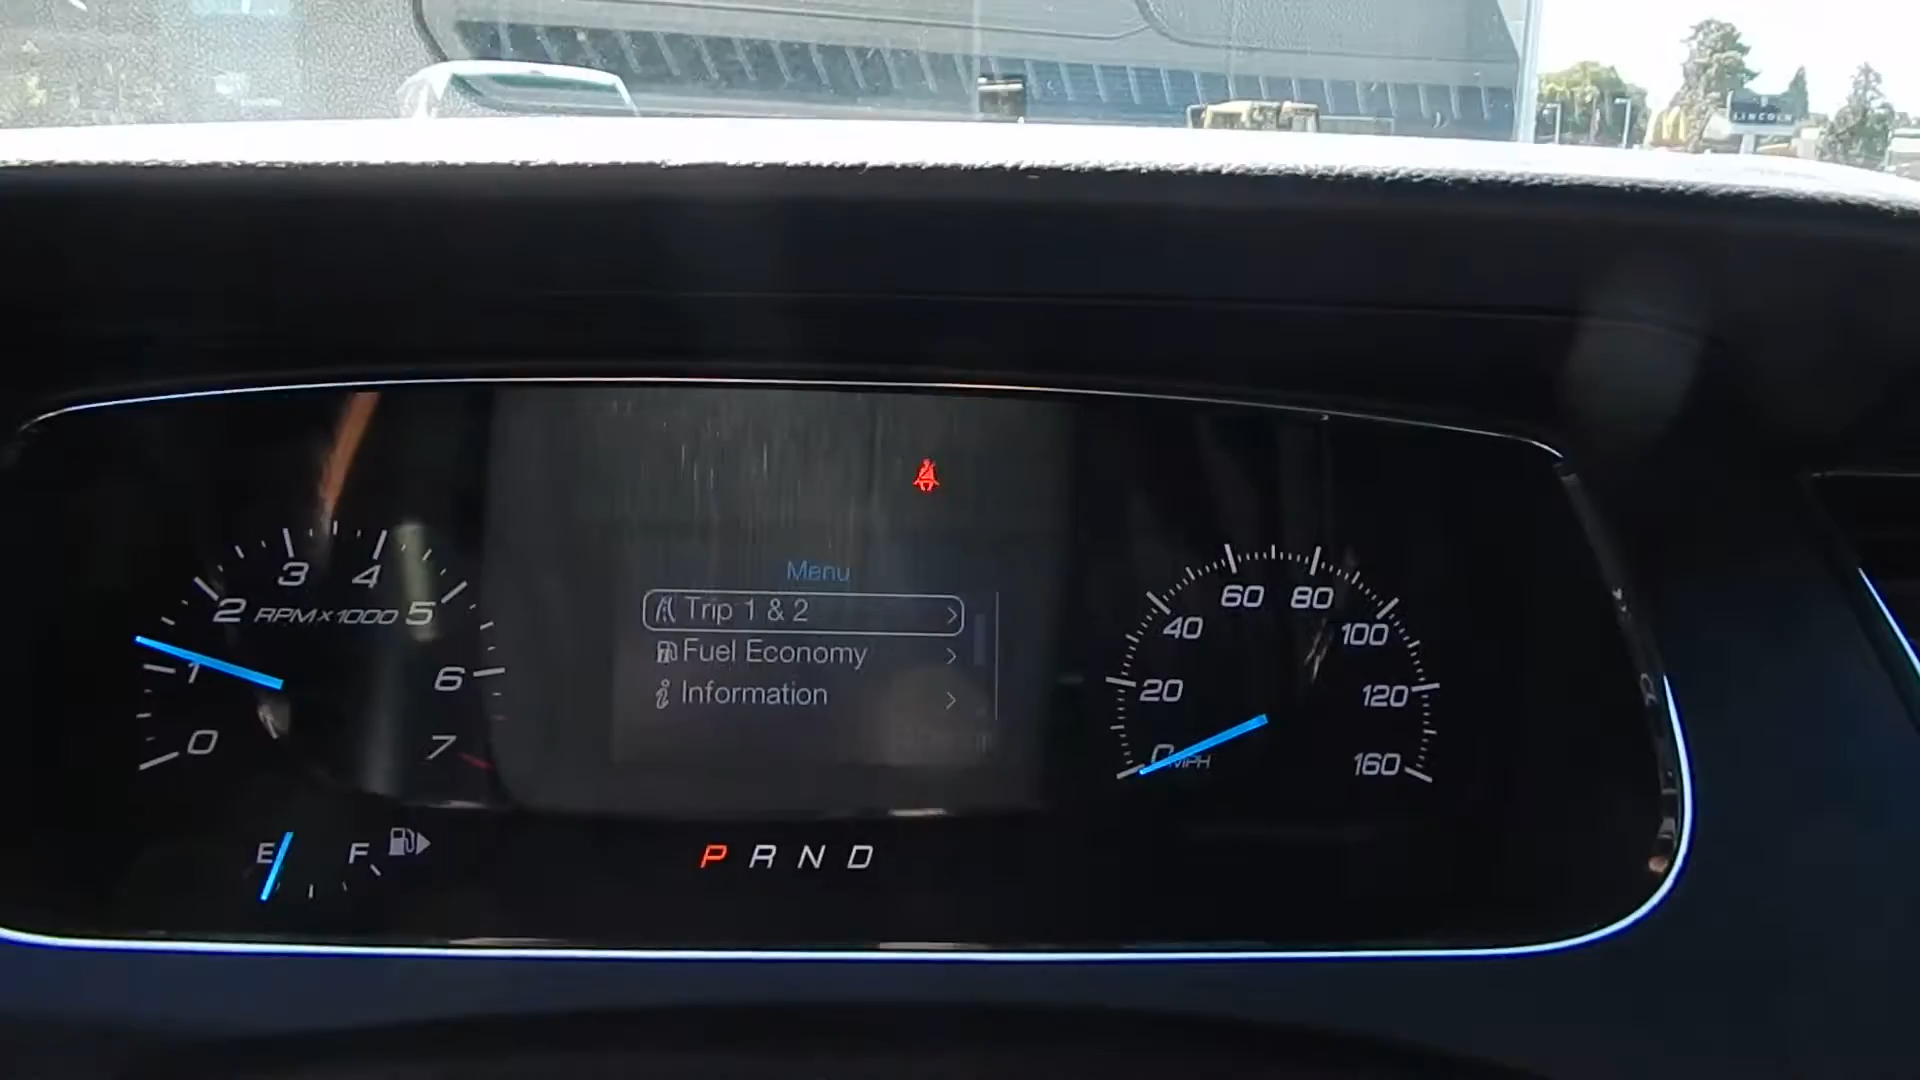 LINCOLN
Menu
Trip 1 & 2
Fuel Economy
Information
0 1 2 3 4 5 6 7
RPM x 1000
0 20 40 60 80 100 120 160
MPH
E F
P R N D